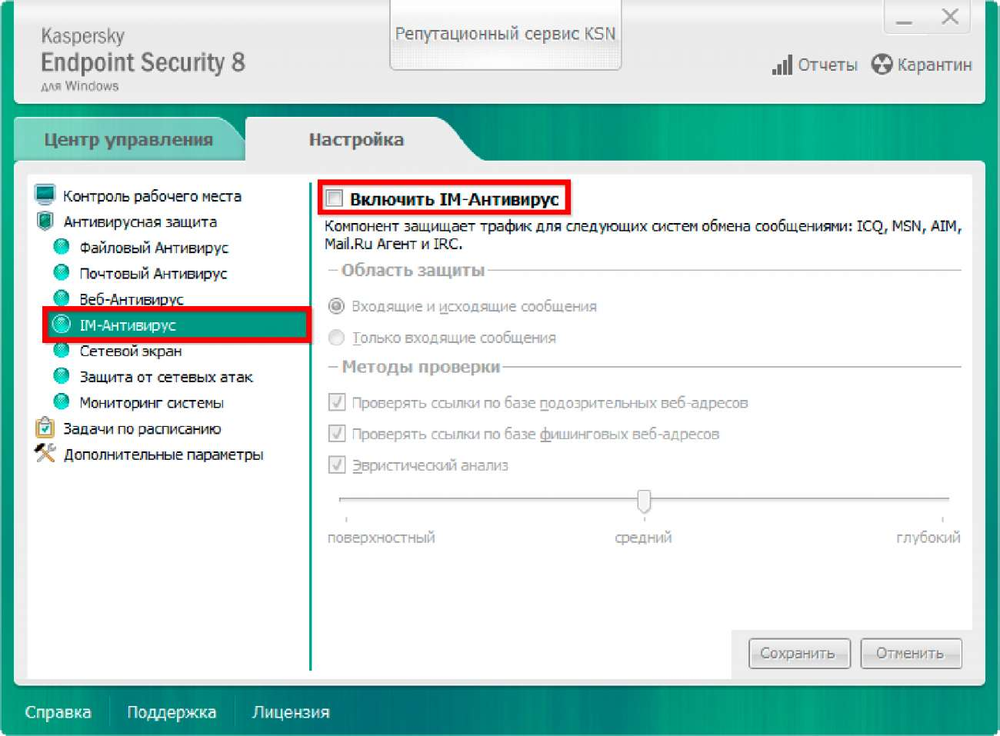 Kaspersky
Endpoint Security 8
для Windows
Репутационный сервис KSN
Отчеты
Карантин
Центр управления
Настройка
Контроль рабочего места
Антивирусная защита
Файловый Антивирус
Почтовый Антивирус
Веб-Антивирус
IM-Антивирус
Сетевой экран
Защита от сетевых атак
Мониторинг системы
Задачи по расписанию
Дополнительные параметры
Включить IM-Антивирус
Компонент защищает трафик для следующих систем обмена сообщениями: ICQ, MSN, AIM,
Mail.Ru Агент и IRC.
Область защиты
Входящие и исходящие сообщения
Только входящие сообщения
Методы проверки
Проверять ссылки по базе подозрительных веб-адресов
Проверять ссылки по базе фишинговых веб-адресов
Эвристический анализ
поверхностный
средний
глубокий
Сохранить
Отменить
Справка
Поддержка
Лицензия